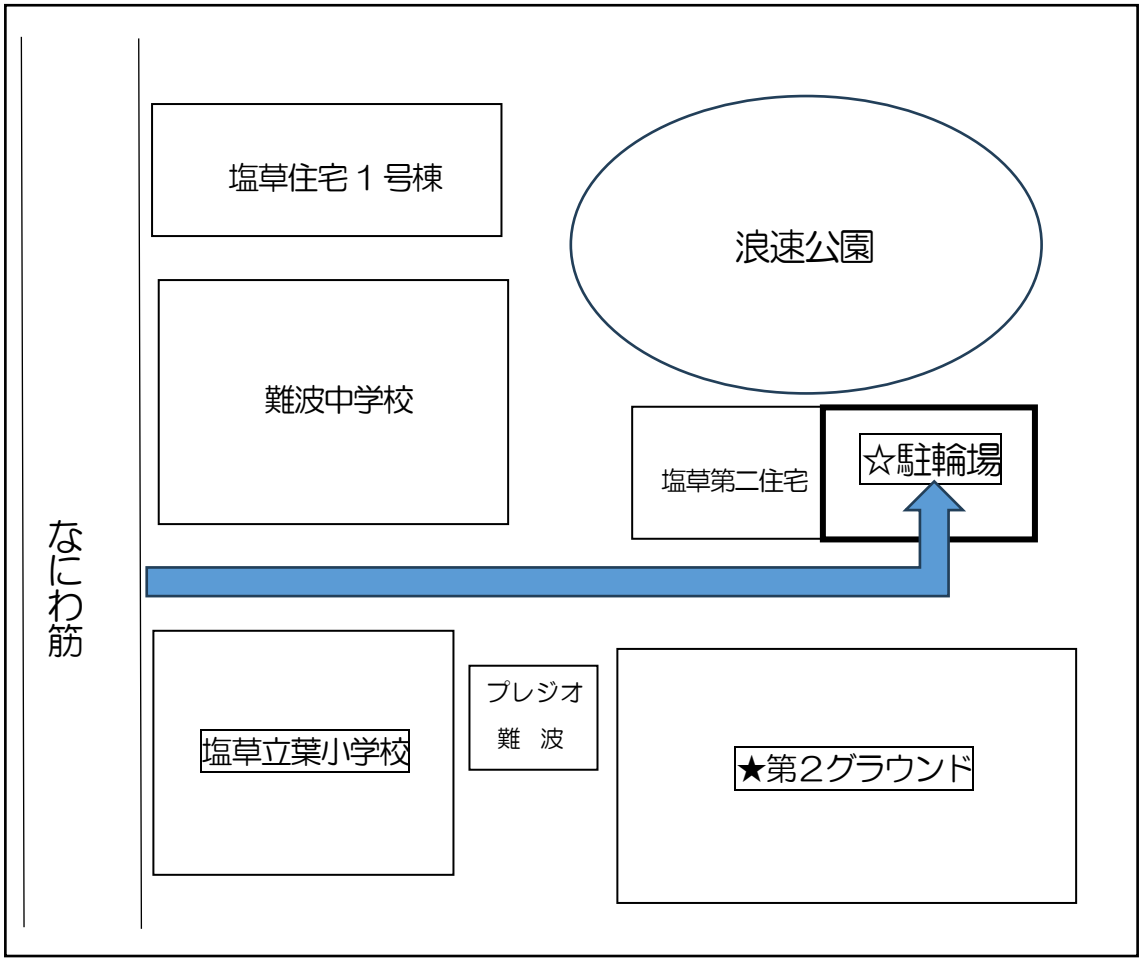 塩草住宅１号棟
浪速公園
難波中学校
☆駐輪場
塩草第二住宅
なにわ筋
プレジオ
難　波
塩草立葉小学校
★第２グラウンド